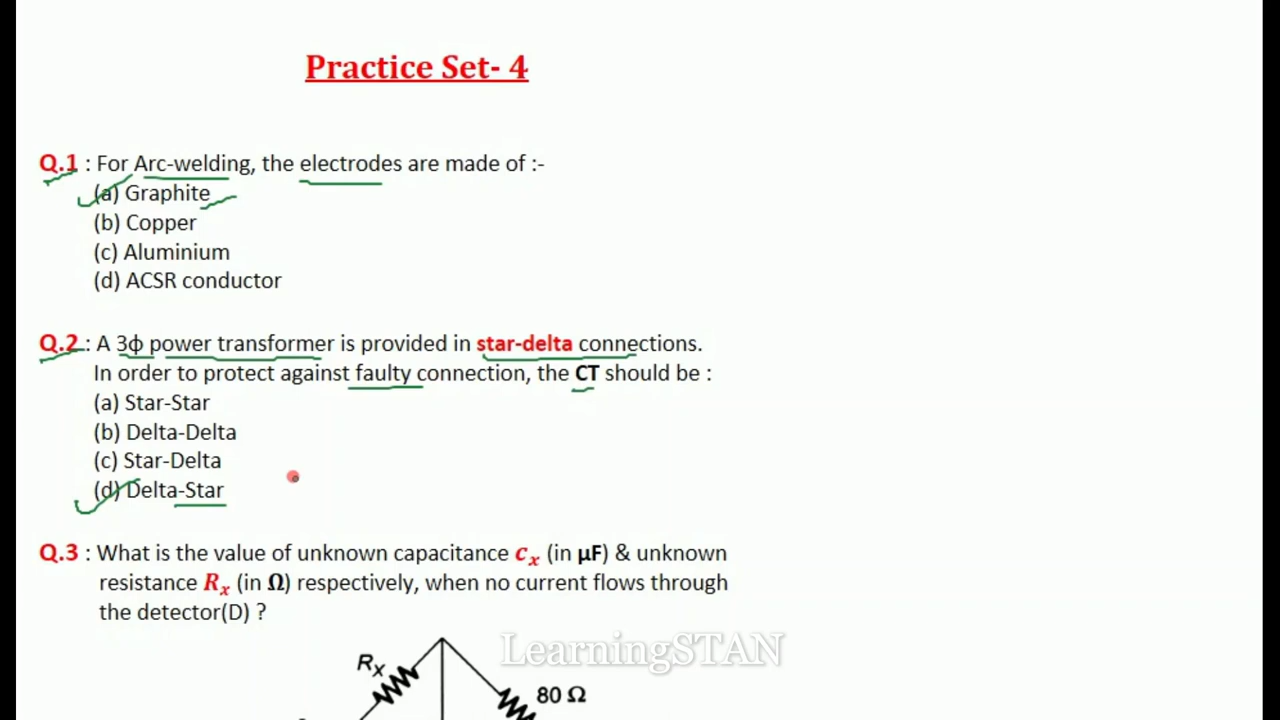 Practice Set- 4
Q.1 : For Arc-welding, the electrodes are made of :-
(a) Graphite
(b) Copper
(c) Aluminium
(d) ACSR conductor
Q.2 : A 3ϕ power transformer is provided in star-delta connections.
In order to protect against faulty connection, the CT should be :
(a) Star-Star
(b) Delta-Delta
(c) Star-Delta
(d) Delta-Star
Q.3 : What is the value of unknown capacitance cₓ (in µF) & unknown
resistance Rₓ (in Ω) respectively, when no current flows through
the detector(D) ?
LearningSTAN
Rₓ
80 Ω